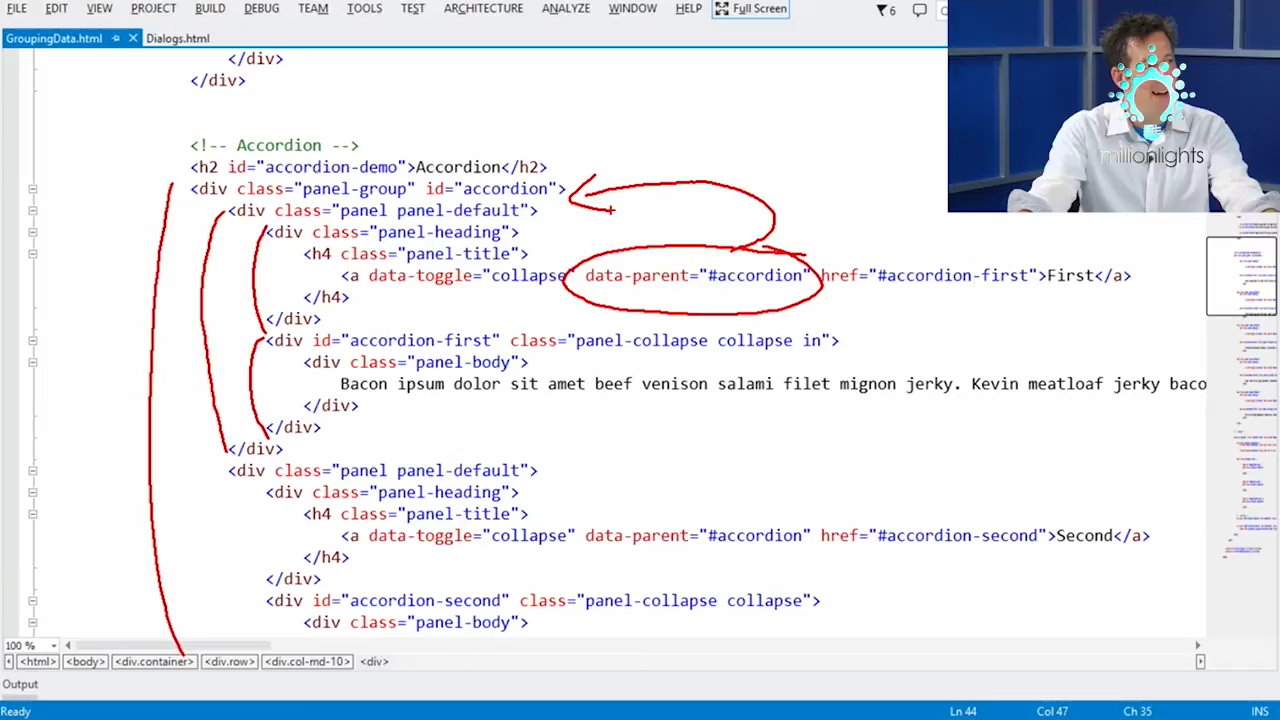 FILE EDIT VIEW PROJECT BUILD DEBUG TEAM TOOLS TEST ARCHITECTURE ANALYZE WINDOW HELP Full Screen 6
GroupingData.html Dialogs.html
</div>
</div>
<!-- Accordion -->
<h2 id="accordion-demo">Accordion</h2>
<div class="panel-group" id="accordion">
<div class="panel panel-default">
<div class="panel-heading">
<h4 class="panel-title">
<a data-toggle="collapse" data-parent="#accordion" href="#accordion-first">First</a>
</h4>
</div>
<div id="accordion-first" class="panel-collapse collapse in">
<div class="panel-body">
Bacon ipsum dolor sit amet beef venison salami filet mignon jerky. Kevin meatloaf jerky baco
</div>
</div>
</div>
<div class="panel panel-default">
<div class="panel-heading">
<h4 class="panel-title">
<a data-toggle="collapse" data-parent="#accordion" href="#accordion-second">Second</a>
</h4>
</div>
<div id="accordion-second" class="panel-collapse collapse">
<div class="panel-body">
100 %
<html> <body> <div.container> <div.row> <div.col-md-10> <div>
Output
Ready Ln 44 Col 47 Ch 35 INS
millionlights